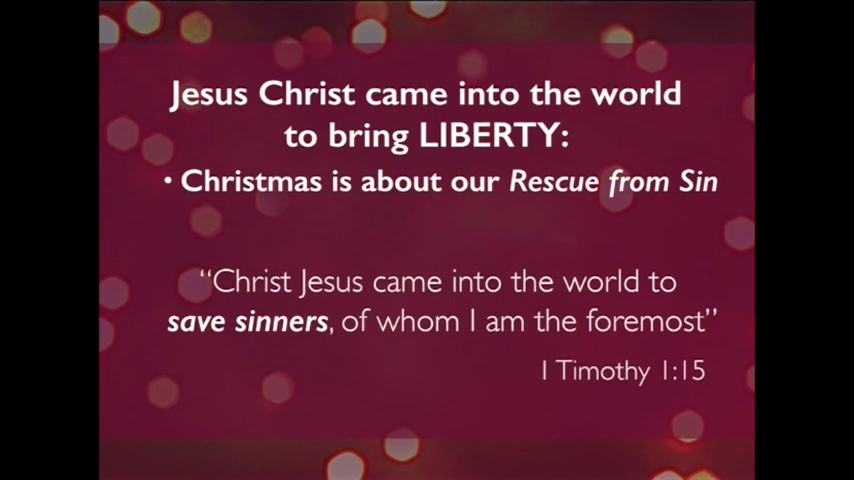 Jesus Christ came into the world
to bring LIBERTY:
• Christmas is about our Rescue from Sin
“Christ Jesus came into the world to
save sinners, of whom I am the foremost”
1 Timothy 1:15